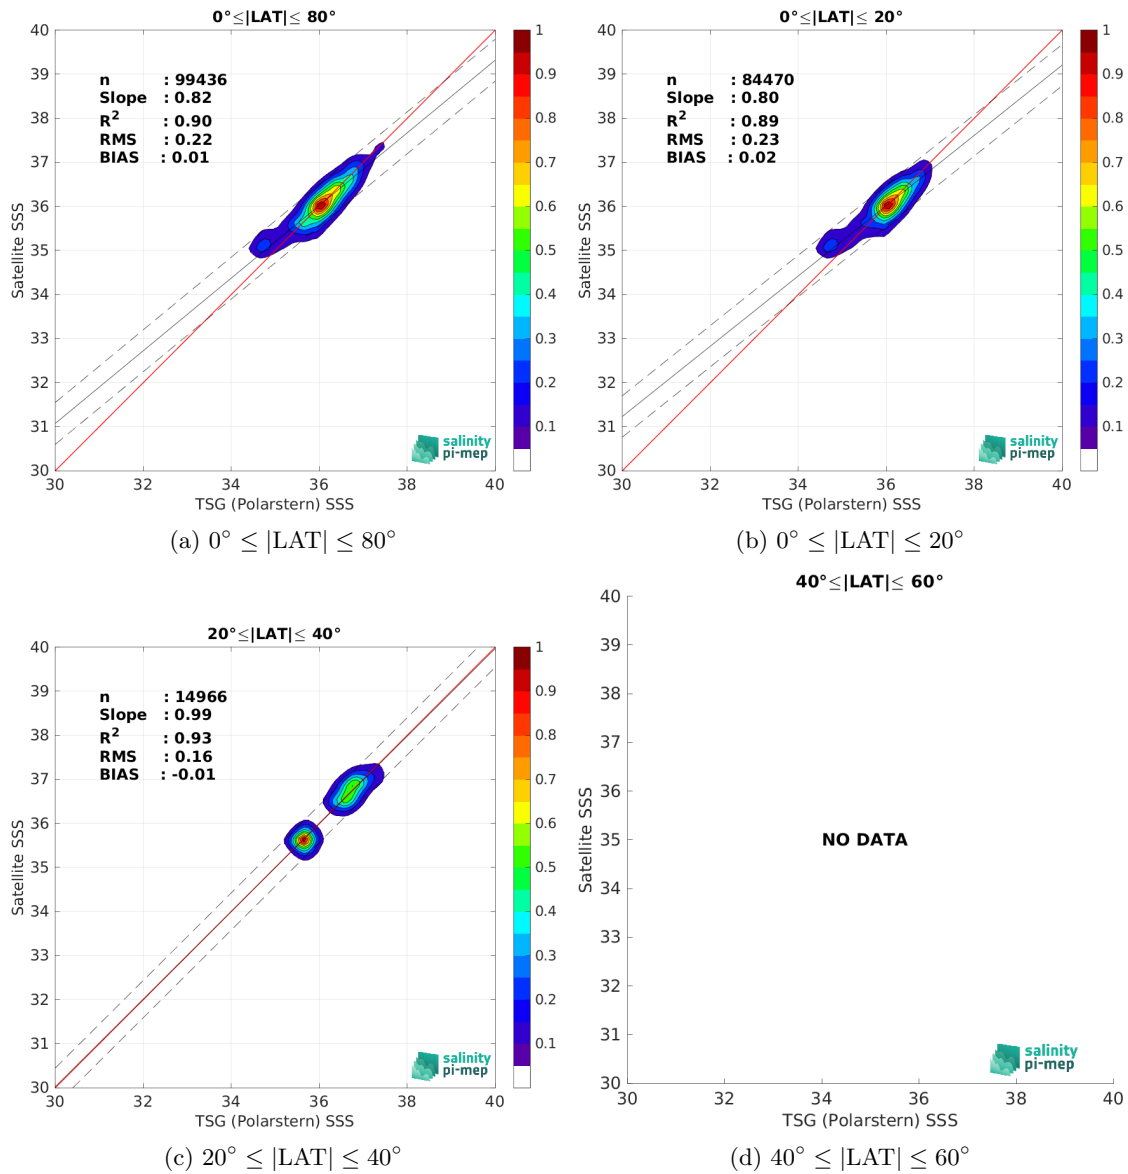 0°≤|LAT|≤ 80°
40
39
38
37
36
35
34
33
32
31
30
Satellite SSS
n : 99436
Slope : 0.82
R² : 0.90
RMS : 0.22
BIAS : 0.01
salinity
pi-mep
30 32 34 36 38 40
TSG (Polarstern) SSS
1
0.9
0.8
0.7
0.6
0.5
0.4
0.3
0.2
0.1
(a) 0° ≤ |LAT| ≤ 80°
0°≤|LAT|≤ 20°
40
39
38
37
36
35
34
33
32
31
30
Satellite SSS
n : 84470
Slope : 0.80
R² : 0.89
RMS : 0.23
BIAS : 0.02
salinity
pi-mep
30 32 34 36 38 40
TSG (Polarstern) SSS
1
0.9
0.8
0.7
0.6
0.5
0.4
0.3
0.2
0.1
(b) 0° ≤ |LAT| ≤ 20°
20°≤|LAT|≤ 40°
40
39
38
37
36
35
34
33
32
31
30
Satellite SSS
n : 14966
Slope : 0.99
R² : 0.93
RMS : 0.16
BIAS : -0.01
salinity
pi-mep
30 32 34 36 38 40
TSG (Polarstern) SSS
1
0.9
0.8
0.7
0.6
0.5
0.4
0.3
0.2
0.1
(c) 20° ≤ |LAT| ≤ 40°
40°≤|LAT|≤ 60°
40
39
38
37
36
35
34
33
32
31
30
Satellite SSS
NO DATA
salinity
pi-mep
30 32 34 36 38 40
TSG (Polarstern) SSS
(d) 40° ≤ |LAT| ≤ 60°